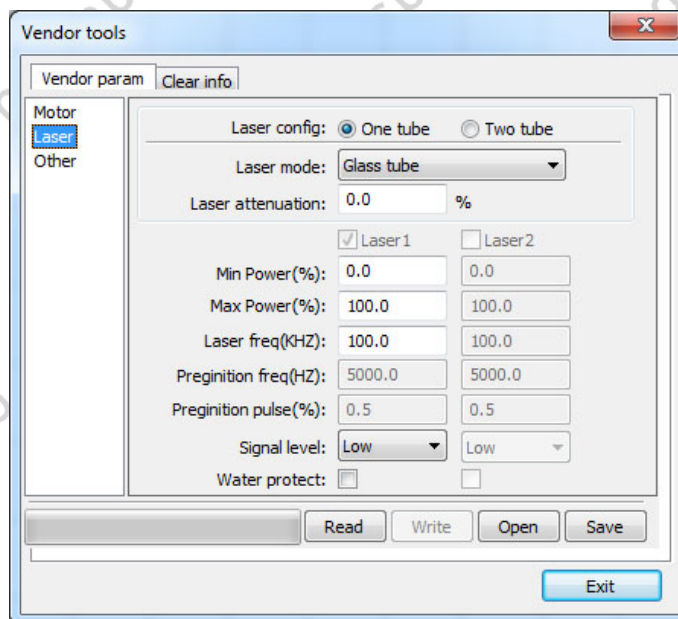 Vendor tools
Vendor param Clear info
Motor
Laser
Other
Laser config: One tube Two tube
Laser mode: Glass tube
Laser attenuation: 0.0 %
Laser1 Laser2
Min Power(%): 0.0 0.0
Max Power(%): 100.0 100.0
Laser freq(KHZ): 100.0 100.0
Preginition freq(HZ): 5000.0 5000.0
Preginition pulse(%): 0.5 0.5
Signal level: Low Low
Water protect:
Read Write Open Save
Exit